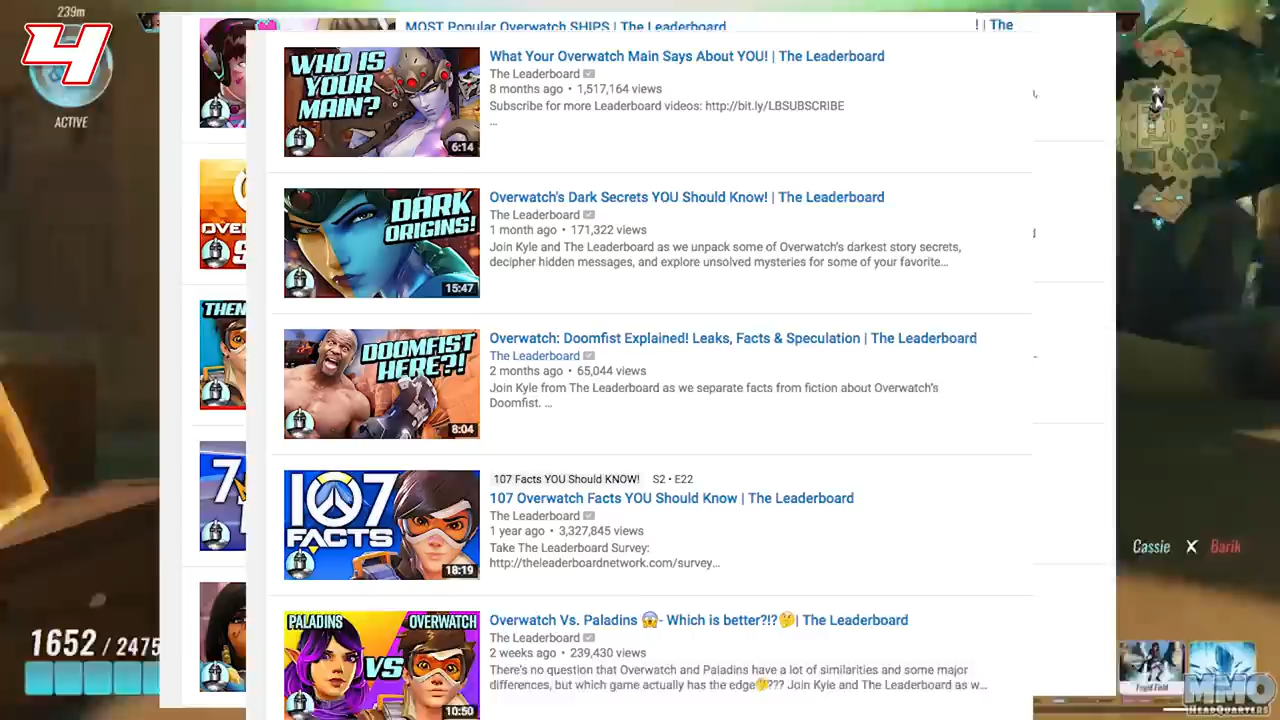 239m
4
ACTIVE
MOST Popular Overwatch SHIPS | The Leaderboard
! | The
WHO IS
YOUR
MAIN?
6:14
What Your Overwatch Main Says About YOU! | The Leaderboard
The Leaderboard
8 months ago • 1,517,164 views
Subscribe for more Leaderboard videos: http://bit.ly/LBSUBSCRIBE
...
DARK
ORIGINS!
15:47
Overwatch's Dark Secrets YOU Should Know! | The Leaderboard
The Leaderboard
1 month ago • 171,322 views
Join Kyle and The Leaderboard as we unpack some of Overwatch's darkest story secrets,
decipher hidden messages, and explore unsolved mysteries for some of your favorite...
OVER
S
THEN
DOOMFIST
HERE?!
8:04
Overwatch: Doomfist Explained! Leaks, Facts & Speculation | The Leaderboard
The Leaderboard
2 months ago • 65,044 views
Join Kyle from The Leaderboard as we separate facts from fiction about Overwatch's
Doomfist. ...
7
107
FACTS
18:19
107 Facts YOU Should KNOW! S2 • E22
107 Overwatch Facts YOU Should Know | The Leaderboard
The Leaderboard
1 year ago • 3,327,845 views
Take The Leaderboard Survey:
http://theleaderboardnetwork.com/survey...
Cassie X Barik
PALADINS
OVERWATCH
VS
10:50
Overwatch Vs. Paladins 😱- Which is better?!?🤔| The Leaderboard
The Leaderboard
2 weeks ago • 239,430 views
There's no question that Overwatch and Paladins have a lot of similarities and some major
differences, but which game actually has the edge🤔??? Join Kyle and The Leaderboard as w...
1652 / 2475
Frigid Field
MMO
HEADQUARTERS